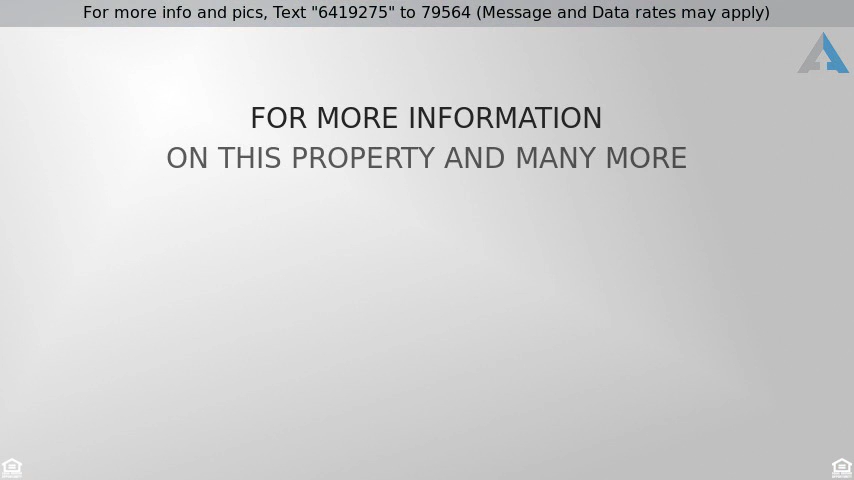 For more info and pics, Text "6419275" to 79564 (Message and Data rates may apply)
FOR MORE INFORMATION
ON THIS PROPERTY AND MANY MORE